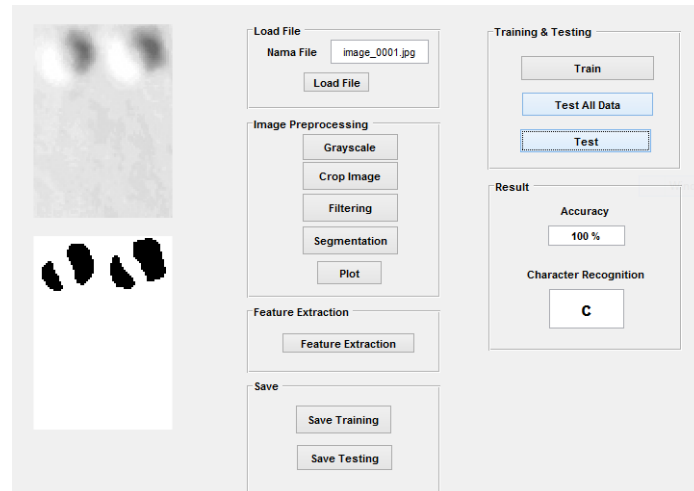 Load File
Nama File
image_0001.jpg
Load File
Image Preprocessing
Grayscale
Crop Image
Filtering
Segmentation
Plot
Feature Extraction
Feature Extraction
Save
Save Training
Save Testing
Training & Testing
Train
Test All Data
Test
Result
Accuracy
100 %
Character Recognition
C